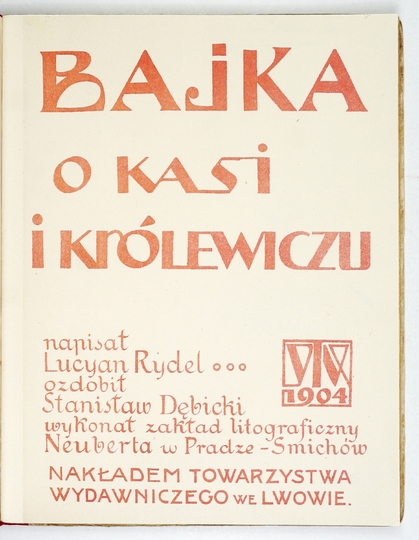 BAJKA
O KASI
I KRÓLEWICZU
napisał
Lucyan Rydel
ozdobił
Stanisław Dębicki
wykonał zakład litograficzny
Neuberta w Pradze-Smichów
VTW
1904
NAKŁADEM TOWARZYSTWA
WYDAWNICZEGO WE LWOWIE.